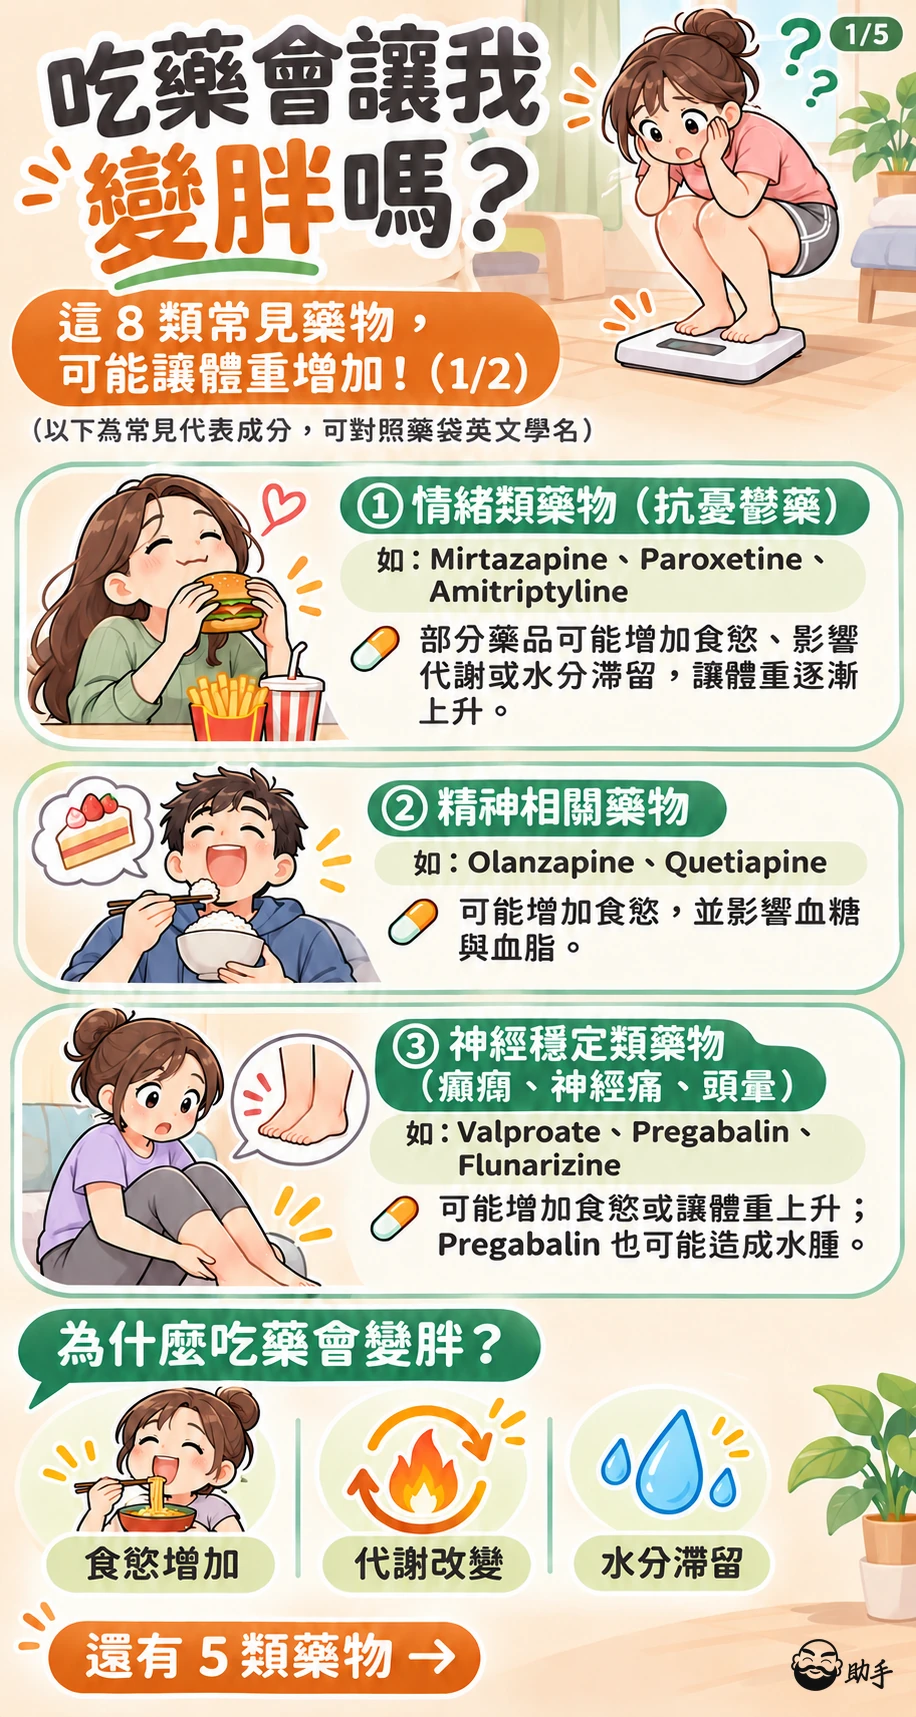 1/5
吃藥會讓我
變胖嗎？
這 8 類常見藥物，
可能讓體重增加！（1/2）
（以下為常見代表成分，可對照藥袋英文學名）
① 情緒類藥物（抗憂鬱藥）
如：Mirtazapine、Paroxetine、
Amitriptyline
部分藥品可能增加食慾、影響
代謝或水分滯留，讓體重逐漸
上升。
② 精神相關藥物
如：Olanzapine、Quetiapine
可能增加食慾，並影響血糖
與血脂。
③ 神經穩定類藥物
（癲癇、神經痛、頭暈）
如：Valproate、Pregabalin、
Flunarizine
可能增加食慾或讓體重上升；
Pregabalin 也可能造成水腫。
為什麼吃藥會變胖？
食慾增加
代謝改變
水分滯留
還有 5 類藥物→
助手